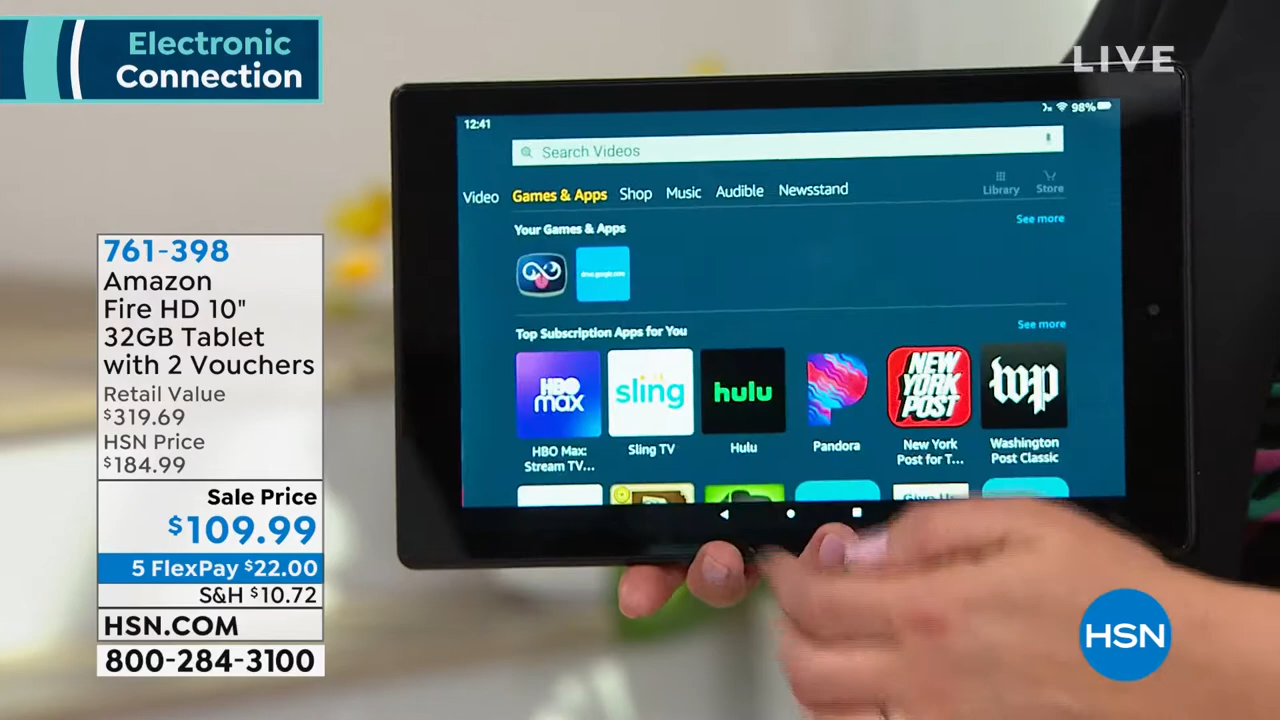 Electronic
Connection
LIVE
761-398
Amazon
Fire HD 10"
32GB Tablet
with 2 Vouchers
Retail Value
$319.69
HSN Price
$184.99
Sale Price
$109.99
5 FlexPay $22.00
S&H $10.72
HSN.COM
800-284-3100
12:41
98%
Search Videos
Video Games & Apps Shop Music Audible Newsstand
Library Store
Your Games & Apps
See more
drive.google.com
Top Subscription Apps for You
See more
HBO
max
sling
hulu
NEW
YORK
POST
wp
HBO Max:
Stream TV...
Sling TV
Hulu
Pandora
New York
Post for T...
Washington
Post Classic
HSN